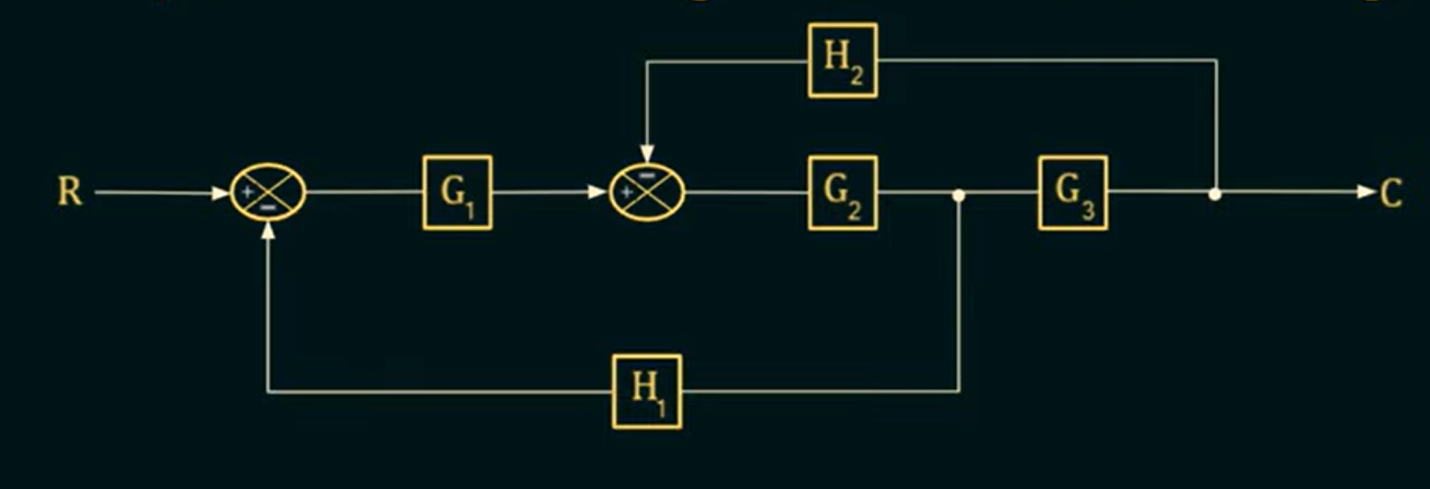 H₂
R + − G₁ + − G₂ G₃ C
H₁